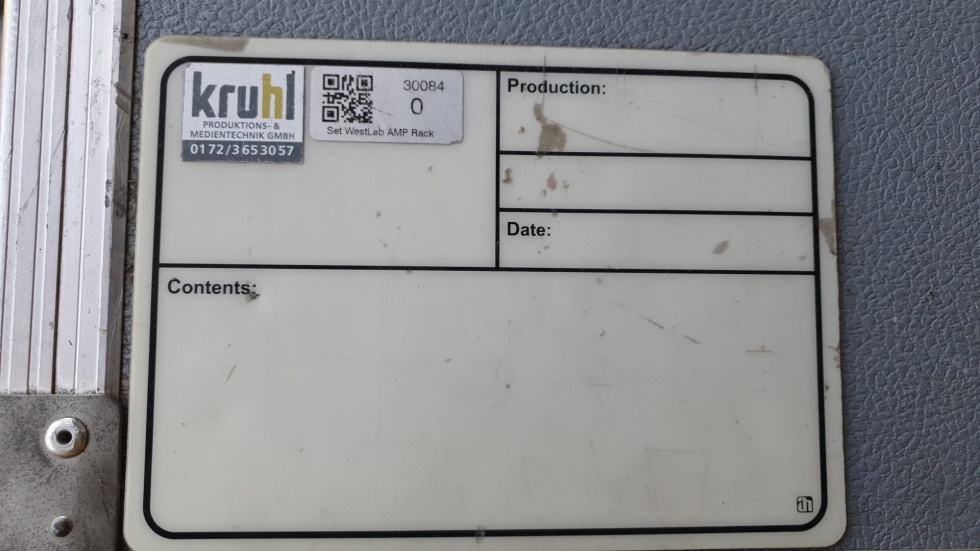 kruhl
PRODUKTIONS- &
MEDIENTECHNIK GMBH
0172/3653057
30084
0
Set WestLab AMP Rack
Production:
Date:
Contents: